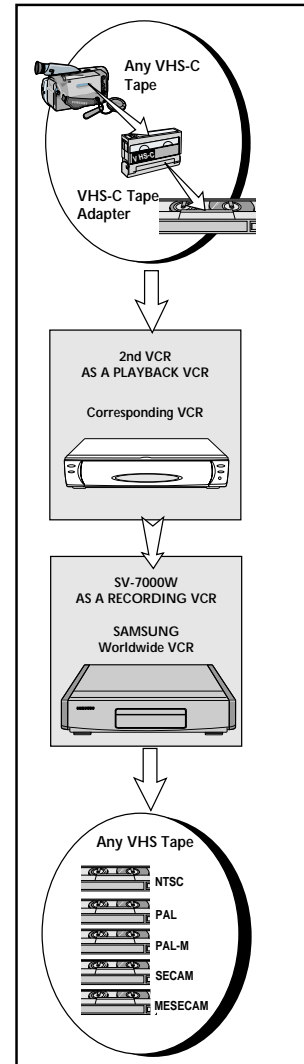 Any VHS-C
Tape
V HS-C
VHS-C Tape
Adapter
2nd VCR
AS A PLAYBACK VCR
Corresponding VCR
SV-7000W
AS A RECORDING VCR
SAMSUNG
Worldwide VCR
Any VHS Tape
NTSC
PAL
PAL-M
SECAM
MESECAM